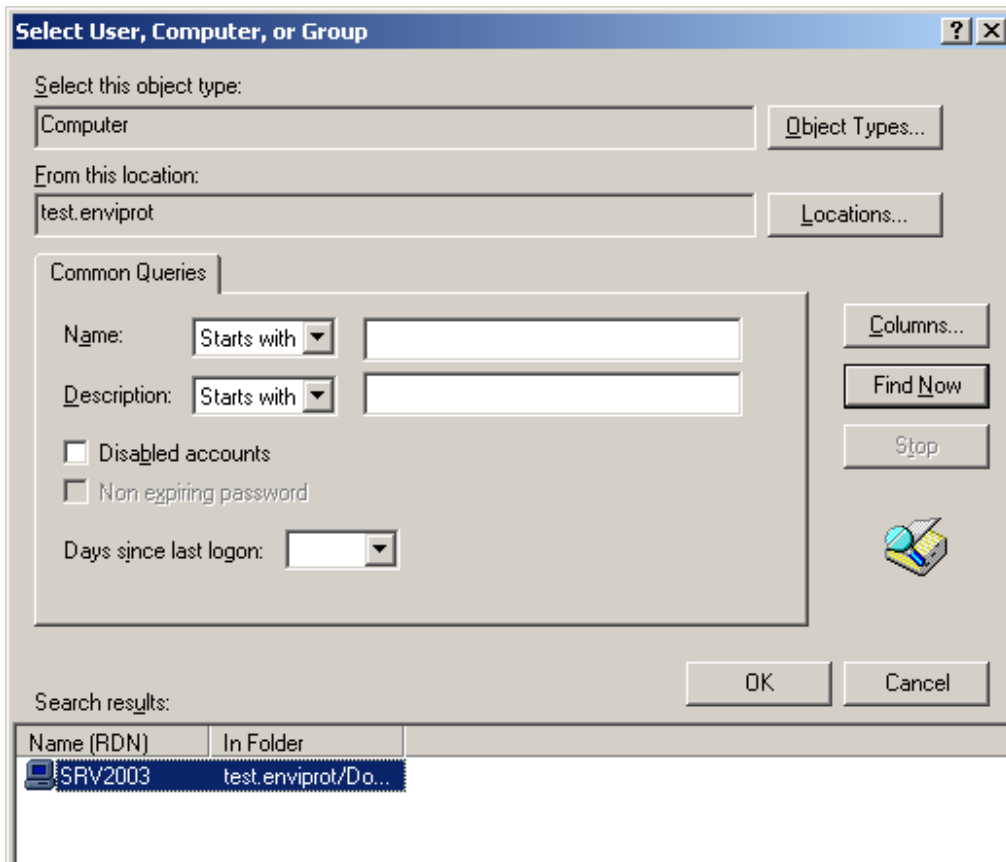 Select User, Computer, or Group
Select this object type:
Computer
Object Types...
From this location:
test.enviprot
Locations...
Common Queries
Name: Starts with
Columns...
Description: Starts with
Find Now
Disabled accounts
Stop
Non expiring password
Days since last logon:
OK Cancel
Search results:
Name (RDN) In Folder
SRV2003 test.enviprot/Do...